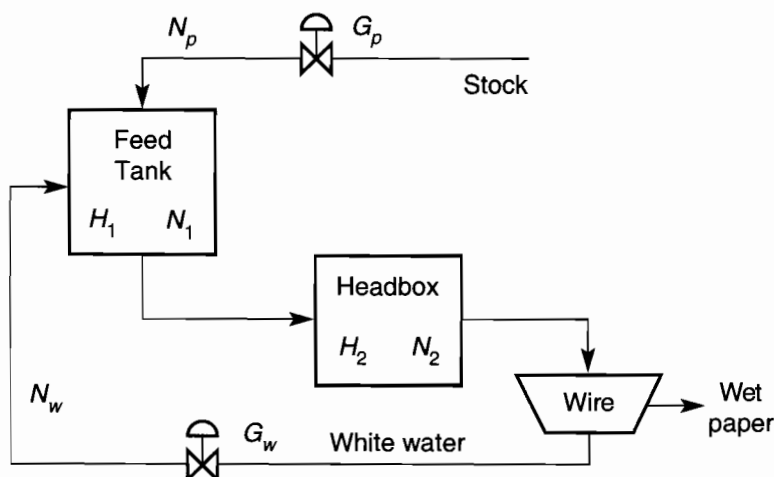 N_p G_p
Stock
Feed
Tank
H_1 N_1
Headbox
H_2 N_2
Wire
Wet
paper
N_w
G_w White water